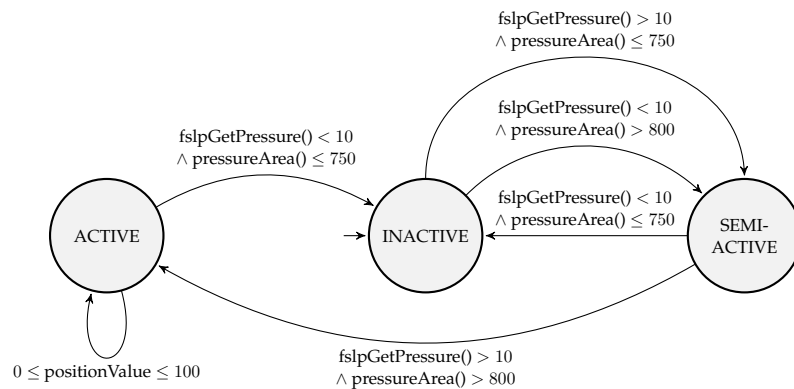 fslpGetPressure() > 10
∧ pressureArea() ≤ 750
fslpGetPressure() < 10
∧ pressureArea() > 800
fslpGetPressure() < 10
∧ pressureArea() ≤ 750
fslpGetPressure() < 10
∧ pressureArea() ≤ 750
ACTIVE
INACTIVE
SEMI-
ACTIVE
0 ≤ positionValue ≤ 100
fslpGetPressure() > 10
∧ pressureArea() > 800